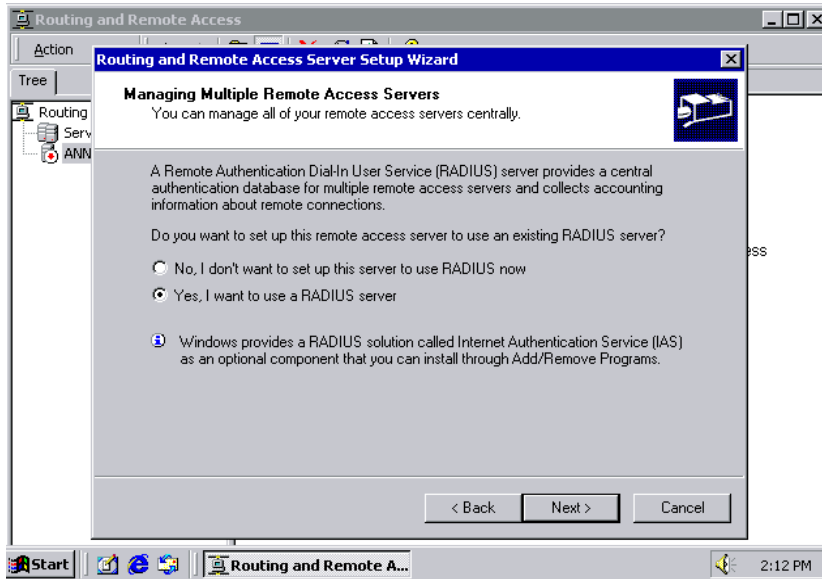 Routing and Remote Access
Action
Routing and Remote Access Server Setup Wizard
Tree
Managing Multiple Remote Access Servers
You can manage all of your remote access servers centrally.
Routing
Serv
ANN
A Remote Authentication Dial-In User Service (RADIUS) server provides a central
authentication database for multiple remote access servers and collects accounting
information about remote connections.
Do you want to set up this remote access server to use an existing RADIUS server?
ess
No, I don't want to set up this server to use RADIUS now
Yes, I want to use a RADIUS server
Windows provides a RADIUS solution called Internet Authentication Service (IAS)
as an optional component that you can install through Add/Remove Programs.
< Back Next > Cancel
Start Routing and Remote A... 2:12 PM